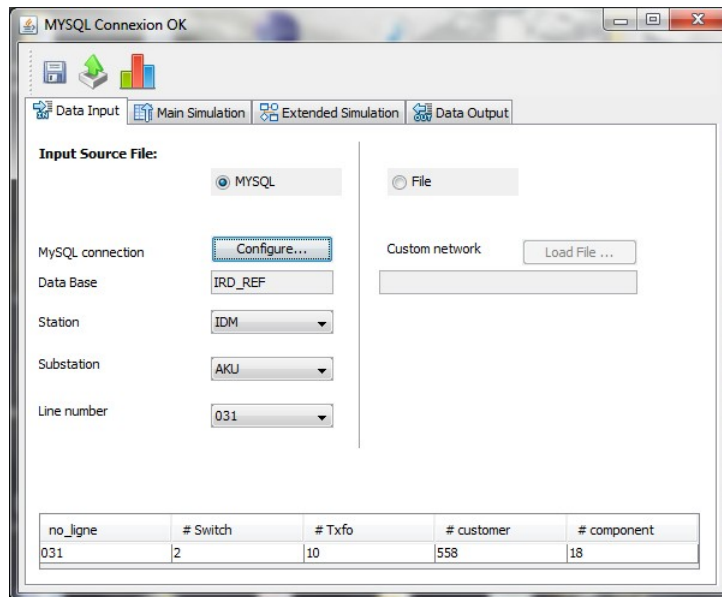 MYSQL Connexion OK
Data Input Main Simulation Extended Simulation Data Output
Input Source File:
MYSQL File
MySQL connection Configure... Custom network Load File ...
Data Base IRD_REF
Station IDM
Substation AKU
Line number 031
no_ligne # Switch # Txfo # customer # component
031 2 10 558 18